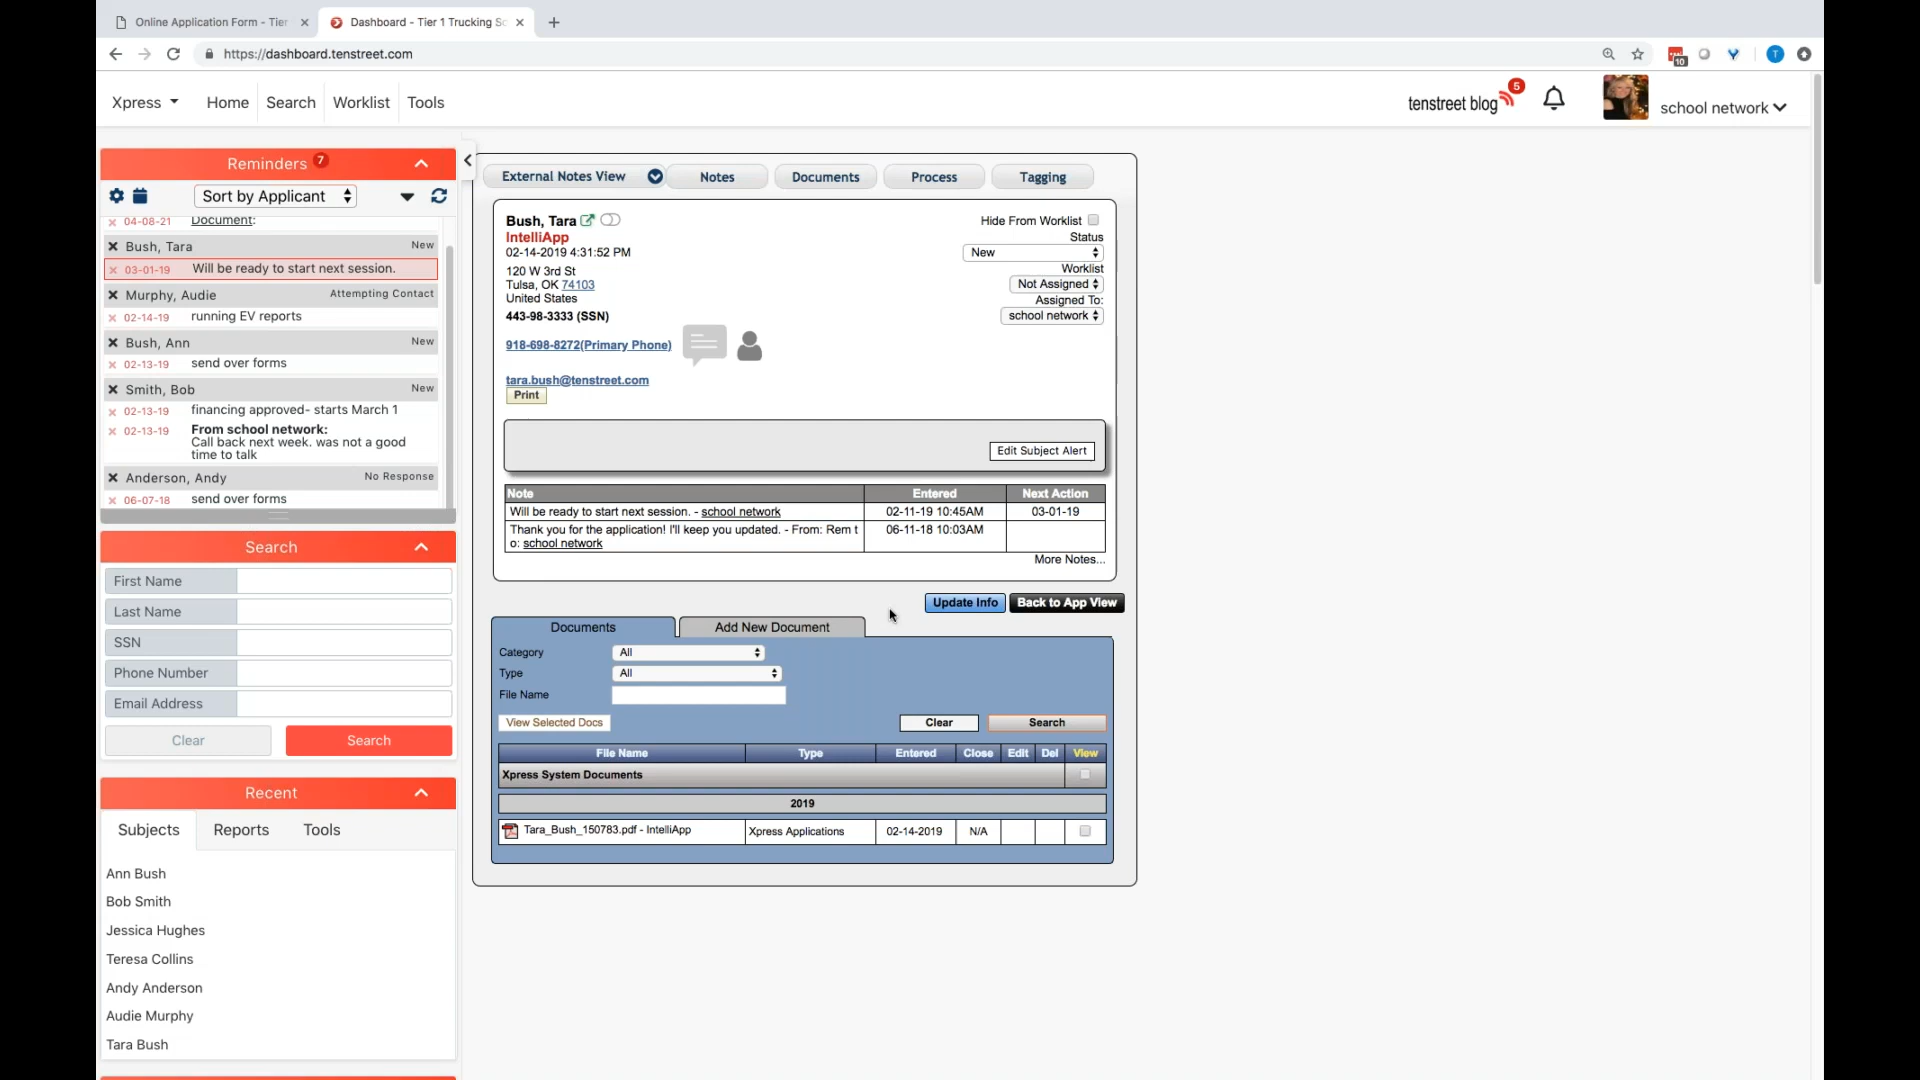 Online Application Form - Tier
Dashboard - Tier 1 Trucking Sc
https://dashboard.tenstreet.com
10
T
Xpress
Home
Search
Worklist
Tools
tenstreet blog
5
school network
Reminders 7
Sort by Applicant
04-08-21 Document:
Bush, Tara New
03-01-19 Will be ready to start next session.
Murphy, Audie Attempting Contact
02-14-19 running EV reports
Bush, Ann New
02-13-19 send over forms
Smith, Bob New
02-13-19 financing approved- starts March 1
02-13-19 From school network:
Call back next week. was not a good
time to talk
Anderson, Andy No Response
06-07-18 send over forms
Search
First Name
Last Name
SSN
Phone Number
Email Address
Clear Search
Recent
Subjects Reports Tools
Ann Bush
Bob Smith
Jessica Hughes
Teresa Collins
Andy Anderson
Audie Murphy
Tara Bush
External Notes View Notes Documents Process Tagging
Bush, Tara
IntelliApp
02-14-2019 4:31:52 PM
120 W 3rd St
Tulsa, OK 74103
United States
443-98-3333 (SSN)
918-698-8272(Primary Phone)
tara.bush@tenstreet.com
Print
Hide From Worklist
Status
New
Worklist
Not Assigned
Assigned To:
school network
Edit Subject Alert
Note Entered Next Action
Will be ready to start next session. - school network 02-11-19 10:45AM 03-01-19
Thank you for the application! I'll keep you updated. - From: Rem t 06-11-18 10:03AM
o: school network
More Notes...
Update Info Back to App View
Documents Add New Document
Category All
Type All
File Name
View Selected Docs Clear Search
File Name Type Entered Close Edit Del View
Xpress System Documents
2019
Tara_Bush_150783.pdf - IntelliApp Xpress Applications 02-14-2019 N/A